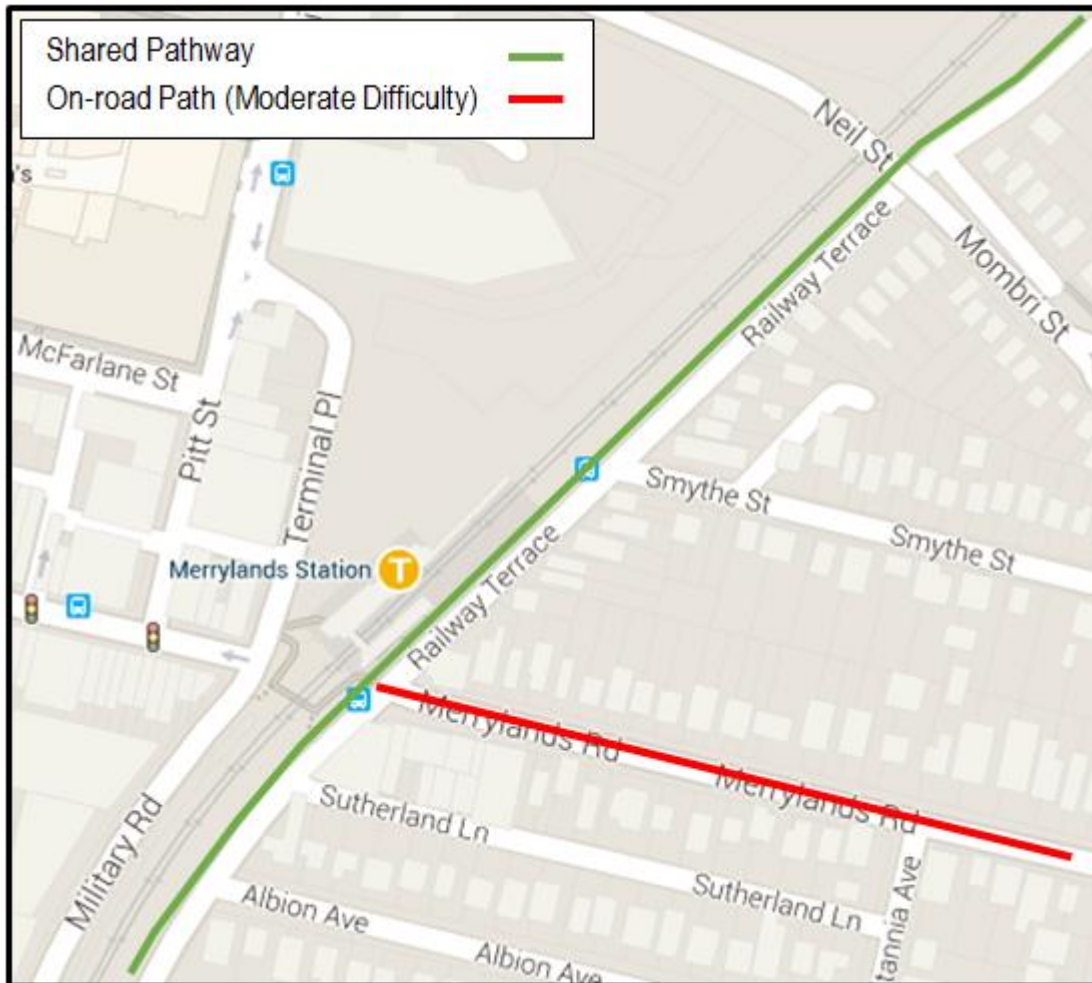 Shared Pathway
On-road Path (Moderate Difficulty)
's
Neil St
Mombri St
Railway Terrace
McFarlane St
Pitt St
Terminal Pl
Smythe St
Smythe St
Merrylands Station T
Railway Terrace
Merrylands Rd
Merrylands Rd
Military Rd
Sutherland Ln
Sutherland Ln
Albion Ave
Albion Ave
tannia Ave